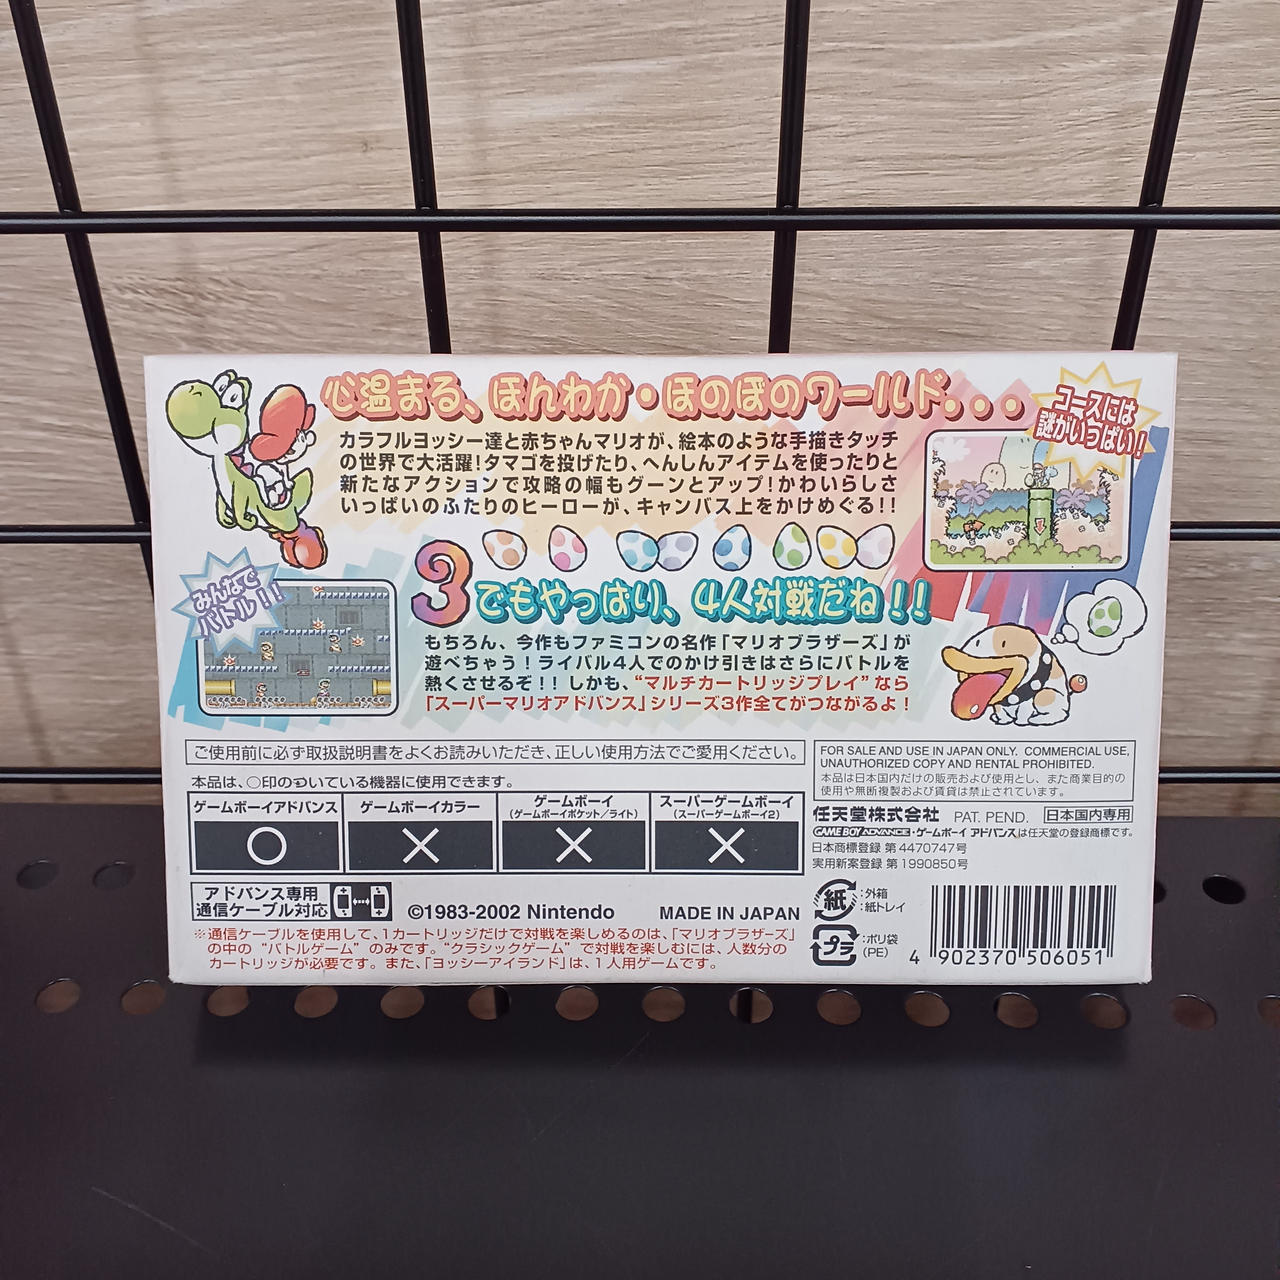 心温まる、ほんわか・ほのぼのワールド...
コースには
謎がいっぱい!
カラフルヨッシー達と赤ちゃんマリオが、絵本のような手描きタッチ
の世界で大活躍!タマゴを投げたり、へんしんアイテムを使ったりと
新たなアクションで攻略の幅もグーンとアップ!かわいらしさ
いっぱいのふたりのヒーローが、キャンバス上をかけめぐる!!
みんなで
バトル!!
3でもやっぱり、4人対戦だね!!
もちろん、今作もファミコンの名作「マリオブラザーズ」が
遊べちゃう!ライバル4人でのかけ引きはさらにバトルを
熱くさせるぞ!!しかも、“マルチカートリッジプレイ”なら
「スーパーマリオアドバンス」シリーズ3作全てがつながるよ!
ご使用前に必ず取扱説明書をよくお読みいただき、正しい使用方法でご愛用ください。
本品は、○印のついている機器に使用できます。
ゲームボーイアドバンス
ゲームボーイカラー
ゲームボーイ
(ゲームボーイポケット/ライト)
スーパーゲームボーイ
(スーパーゲームボーイ2)
アドバンス専用
通信ケーブル対応
©1983-2002 Nintendo
MADE IN JAPAN
※通信ケーブルを使用して、1カートリッジだけで対戦を楽しめるのは、「マリオブラザーズ」
の中の“バトルゲーム”のみです。“クラシックゲーム”で対戦を楽しむには、人数分の
カートリッジが必要です。また、「ヨッシーアイランド」は、1人用ゲームです。
FOR SALE AND USE IN JAPAN ONLY. COMMERCIAL USE,
UNAUTHORIZED COPY AND RENTAL PROHIBITED.
本品は日本国内だけの販売および使用とし、また商業目的の
使用や無断複製および賃貸は禁止されています。
任天堂株式会社 PAT. PEND. 日本国内専用
GAME BOY ADVANCE・ゲームボーイ アドバンスは任天堂の登録商標です。
日本商標登録 第4470747号
実用新案登録 第1990850号
紙
:外箱
:紙トレイ
プラ
:ポリ袋
(PE)
4 902370 506051